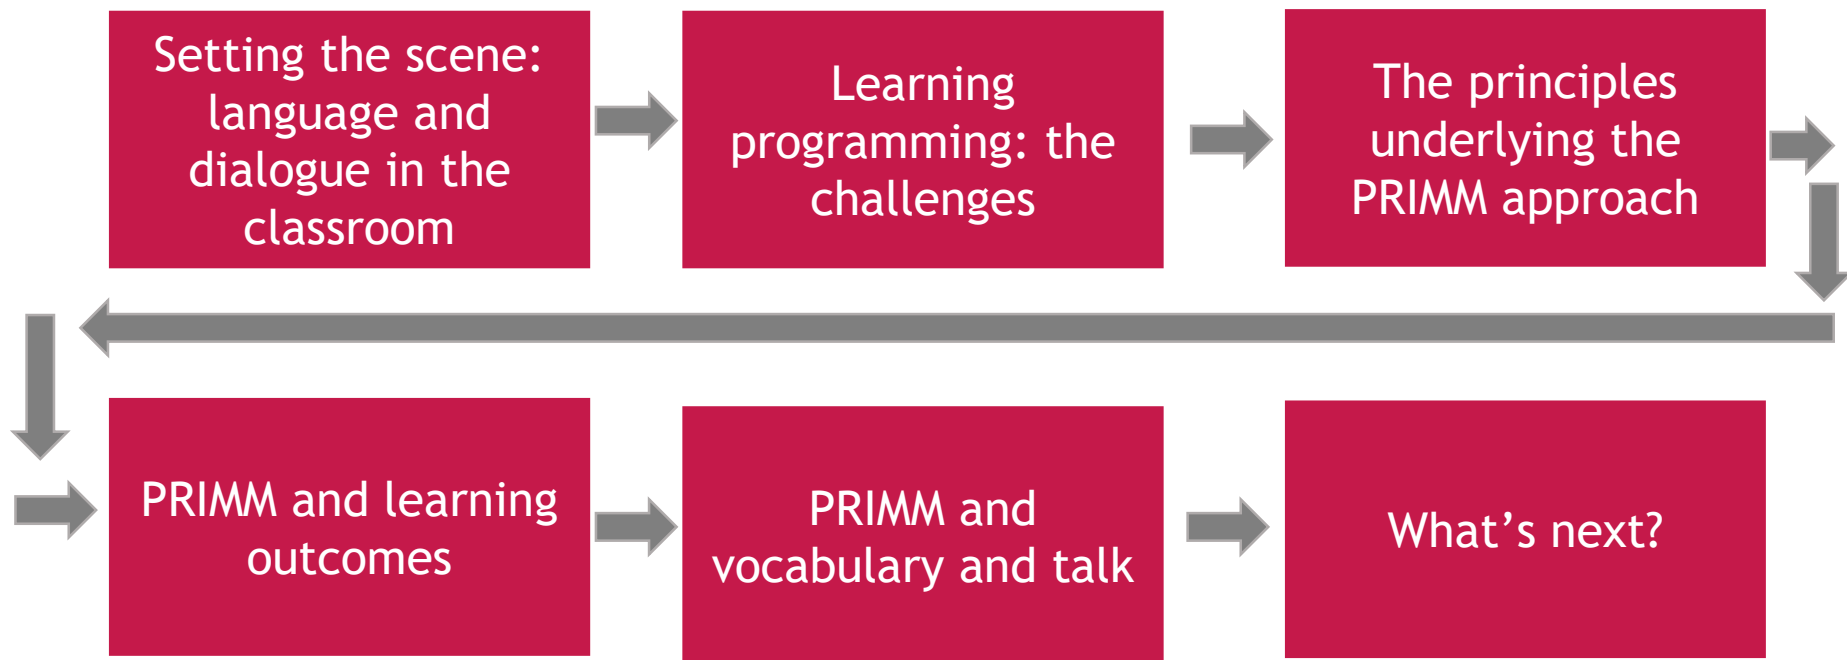 Setting the scene:
language and
dialogue in the
classroom
Learning
programming: the
challenges
The principles
underlying the
PRIMM approach
PRIMM and learning
outcomes
PRIMM and
vocabulary and talk
What’s next?